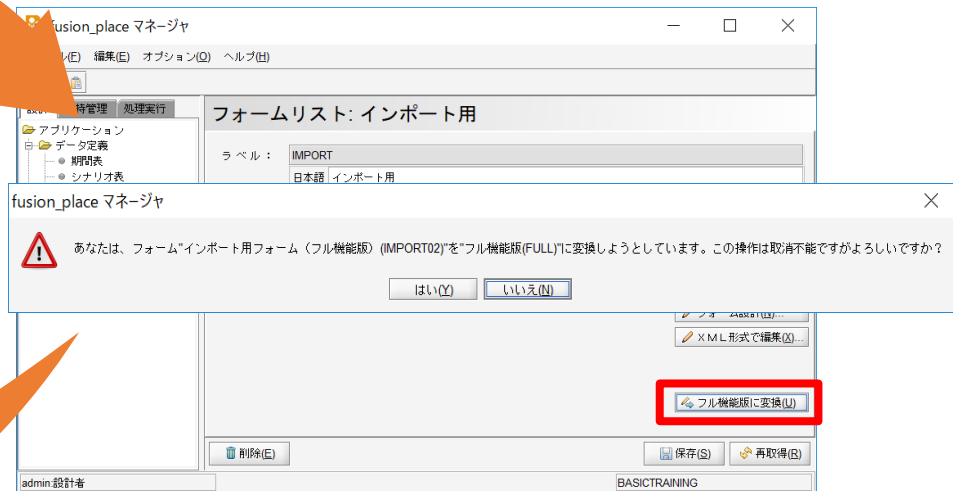 fusion_place マネージャ
編集(E) オプション(O) ヘルプ(H)
処理実行
フォームリスト: インポート用
アプリケーション
データ定義
期間表
シナリオ表
ラベル: IMPORT
日本語 インポート用
fusion_place マネージャ
あなたは、フォーム"インポート用フォーム（フル機能版）(IMPORT02)"を"フル機能版(FULL)"に変換しようとしています。この操作は取消不能ですがよろしいですか？
はい(Y) いいえ(N)
XML形式で編集(X)...
フル機能版に変換(U)
削除(E) 保存(S) 再取得(R)
admin:設計者 BASICTRAINING